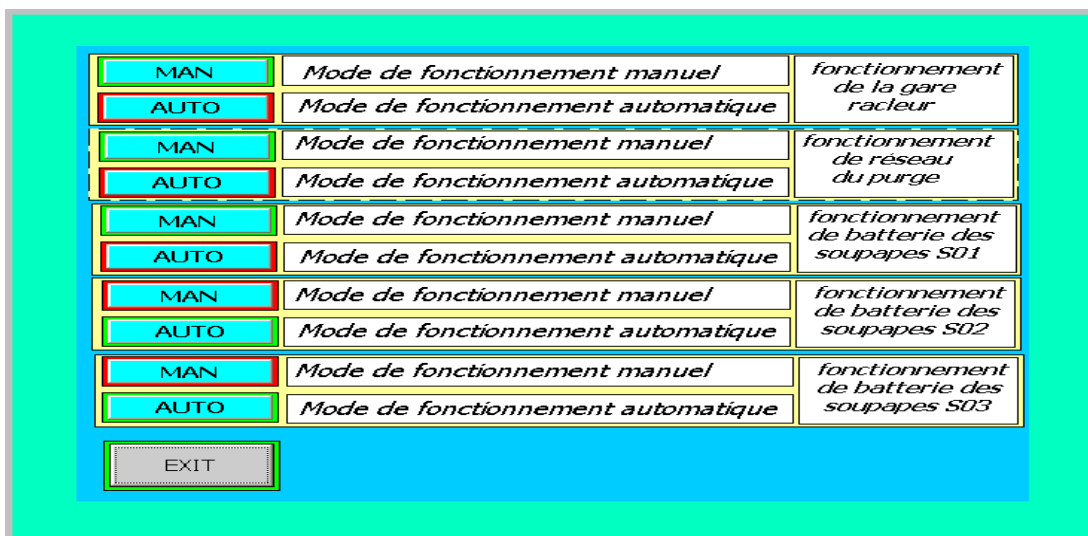 MAN
Mode de fonctionnement manuel
AUTO
Mode de fonctionnement automatique
fonctionnement
de la gare
racleur
MAN
Mode de fonctionnement manuel
AUTO
Mode de fonctionnement automatique
fonctionnement
de réseau
du purge
MAN
Mode de fonctionnement manuel
AUTO
Mode de fonctionnement automatique
fonctionnement
de batterie des
soupapes S01
MAN
Mode de fonctionnement manuel
AUTO
Mode de fonctionnement automatique
fonctionnement
de batterie des
soupapes S02
MAN
Mode de fonctionnement manuel
AUTO
Mode de fonctionnement automatique
fonctionnement
de batterie des
soupapes S03
EXIT